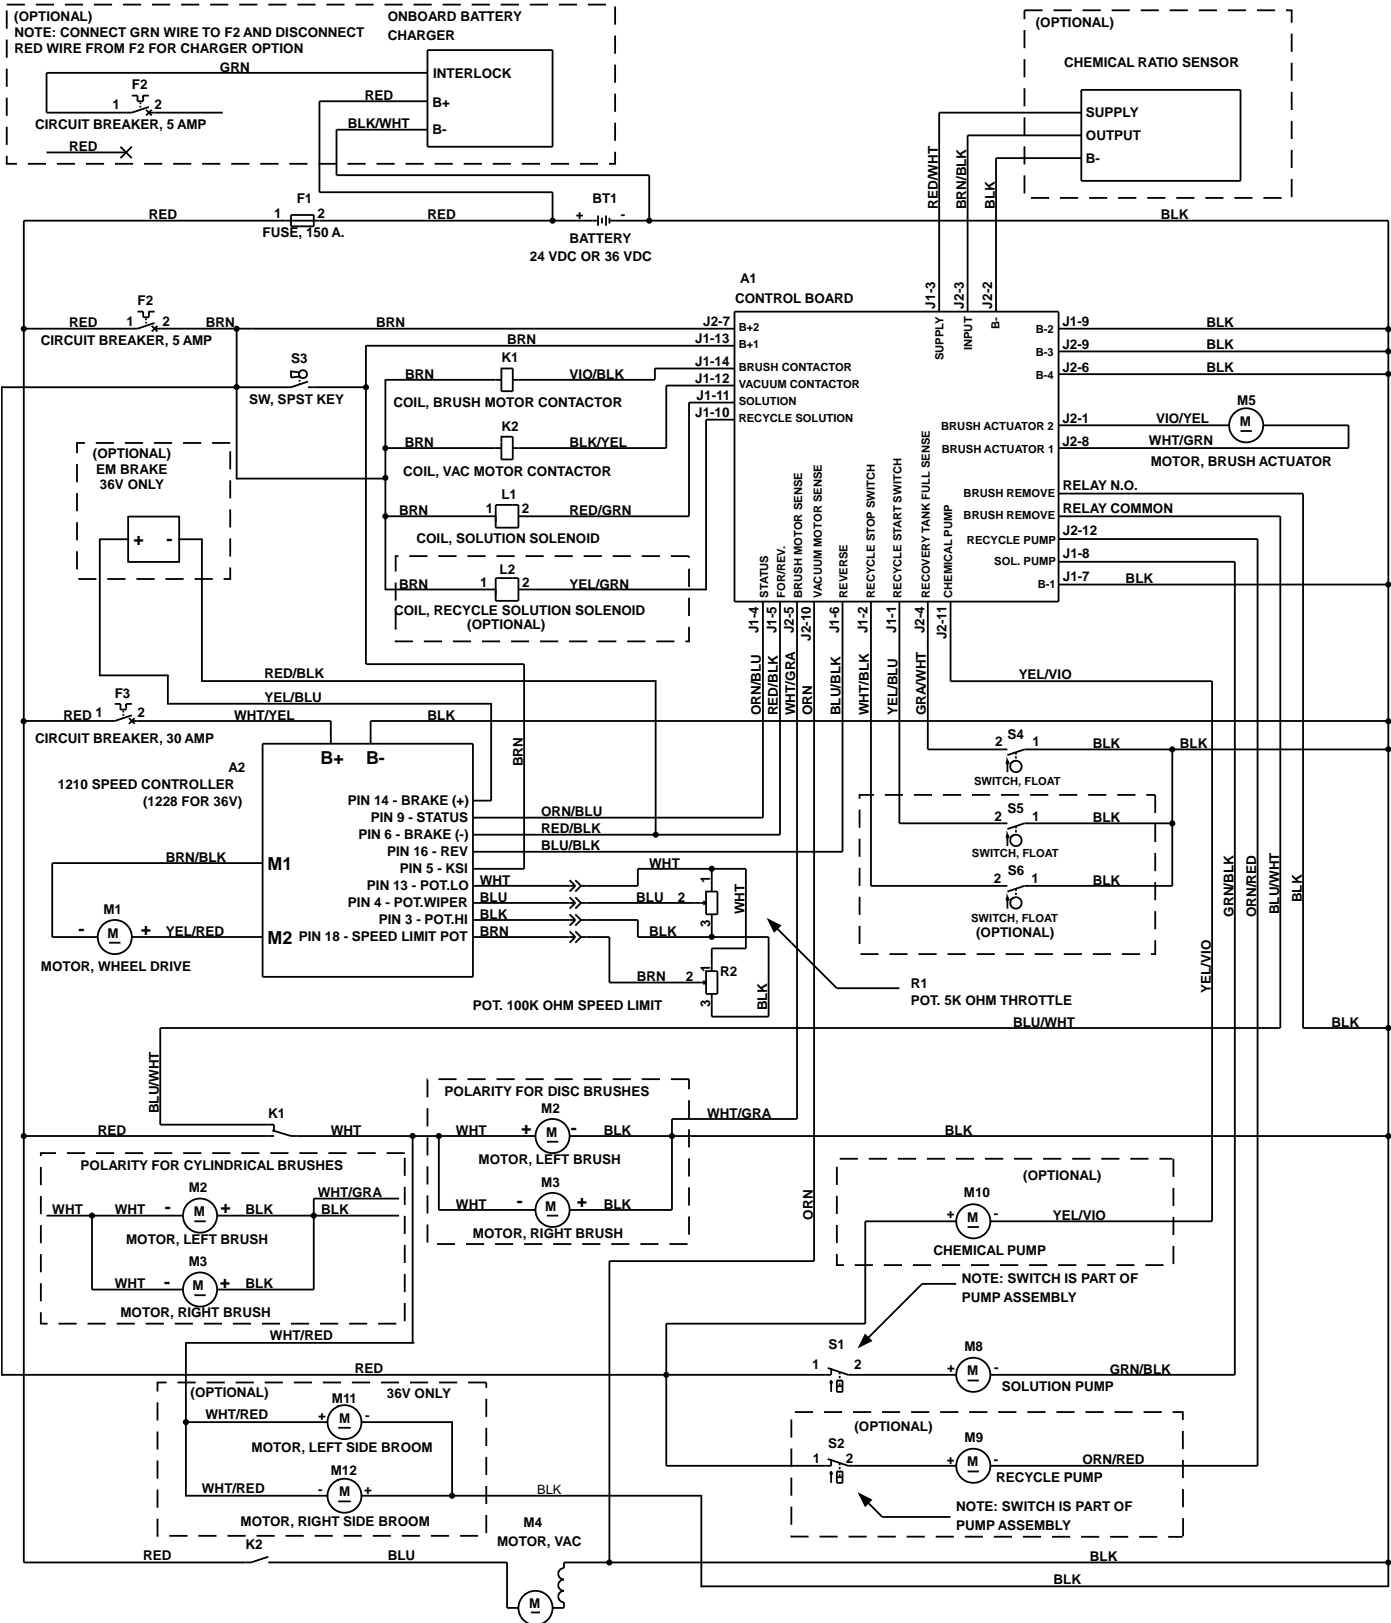 (OPTIONAL)
NOTE: CONNECT GRN WIRE TO F2 AND DISCONNECT
RED WIRE FROM F2 FOR CHARGER OPTION
ONBOARD BATTERY
CHARGER
GRN
INTERLOCK
F2
1 2
RED
B+
CIRCUIT BREAKER, 5 AMP
BLK/WHT
B-
RED
(OPTIONAL)
CHEMICAL RATIO SENSOR
SUPPLY
OUTPUT
B-
RED/WHT
BRN/BLK
BLK
RED
F1
1 2
FUSE, 150 A.
RED
BT1
+ -
BATTERY
24 VDC OR 36 VDC
BLK
A1
CONTROL BOARD
J1-3
J2-3
J2-2
SUPPLY
INPUT
B-
RED
F2
1 2
BRN
CIRCUIT BREAKER, 5 AMP
BRN
J2-7
B+2
BRN
J1-13
B+1
S3
SW, SPST KEY
BRN
K1
VIO/BLK
J1-14
BRUSH CONTACTOR
COIL, BRUSH MOTOR CONTACTOR
J1-12
VACUUM CONTACTOR
J1-11
SOLUTION
J1-10
RECYCLE SOLUTION
BRN
K2
BLK/YEL
COIL, VAC MOTOR CONTACTOR
BRN
L1
1 2
RED/GRN
COIL, SOLUTION SOLENOID
BRN
L2
1 2
YEL/GRN
COIL, RECYCLE SOLUTION SOLENOID
(OPTIONAL)
B-2
J1-9
BLK
B-3
J2-9
BLK
B-4
J2-6
BLK
BRUSH ACTUATOR 2
J2-1
VIO/YEL
M5
M
BRUSH ACTUATOR 1
J2-8
WHT/GRN
MOTOR, BRUSH ACTUATOR
BRUSH REMOVE
RELAY N.O.
BRUSH REMOVE
RELAY COMMON
RECYCLE PUMP
J2-12
SOL. PUMP
J1-8
B-1
J1-7
BLK
STATUS
FOR/REV.
BRUSH MOTOR SENSE
VACUUM MOTOR SENSE
REVERSE
RECYCLE STOP SWITCH
RECYCLE START SWITCH
RECOVERY TANK FULL SENSE
CHEMICAL PUMP
J1-4
J1-5
J2-5
J2-10
J1-6
J1-2
J1-1
J2-4
J2-11
ORN/BLU
RED/BLK
WHT/GRA
ORN
BLU/BLK
WHT/BLK
YEL/BLU
GRA/WHT
YEL/VIO
(OPTIONAL)
EM BRAKE
36V ONLY
+ -
RED/BLK
YEL/BLU
RED
F3
1 2
WHT/YEL
BLK
CIRCUIT BREAKER, 30 AMP
BRN
B+ B-
A2
1210 SPEED CONTROLLER
(1228 FOR 36V)
PIN 14 - BRAKE (+)
PIN 9 - STATUS
ORN/BLU
PIN 6 - BRAKE (-)
RED/BLK
PIN 16 - REV
BLU/BLK
PIN 5 - KSI
PIN 13 - POT.LO
WHT
WHT
PIN 4 - POT.WIPER
BLU
BLU 2
PIN 3 - POT.HI
BLK
BLK
PIN 18 - SPEED LIMIT POT
BRN
BRN 2
1
3
WHT
1
3
R2
BLK
POT. 100K OHM SPEED LIMIT
R1
POT. 5K OHM THROTTLE
M1
BRN/BLK
M2
YEL/RED
M1
- M +
MOTOR, WHEEL DRIVE
S4
2 1
BLK
BLK
SWITCH, FLOAT
S5
2 1
BLK
SWITCH, FLOAT
S6
2 1
BLK
SWITCH, FLOAT
(OPTIONAL)
YEL/VIO
GRN/BLK
ORN/RED
BLU/WHT
BLK
BLU/WHT
BLK
BLU/WHT
RED
K1
WHT
POLARITY FOR DISC BRUSHES
WHT
M2
+ M -
BLK
MOTOR, LEFT BRUSH
WHT
M3
- M +
BLK
MOTOR, RIGHT BRUSH
WHT/GRA
BLK
ORN
POLARITY FOR CYLINDRICAL BRUSHES
WHT
WHT
M2
- M +
BLK
WHT/GRA
BLK
MOTOR, LEFT BRUSH
WHT
M3
- M +
BLK
MOTOR, RIGHT BRUSH
WHT/RED
(OPTIONAL)
M10
+ M -
YEL/VIO
CHEMICAL PUMP
NOTE: SWITCH IS PART OF
PUMP ASSEMBLY
RED
S1
1 2
M8
+ M -
GRN/BLK
SOLUTION PUMP
(OPTIONAL)
S2
1 2
M9
+ M -
ORN/RED
RECYCLE PUMP
NOTE: SWITCH IS PART OF
PUMP ASSEMBLY
(OPTIONAL)
36V ONLY
WHT/RED
M11
+ M -
MOTOR, LEFT SIDE BROOM
WHT/RED
M12
- M +
BLK
MOTOR, RIGHT SIDE BROOM
RED
K2
BLU
M4
MOTOR, VAC
M
BLK
BLK